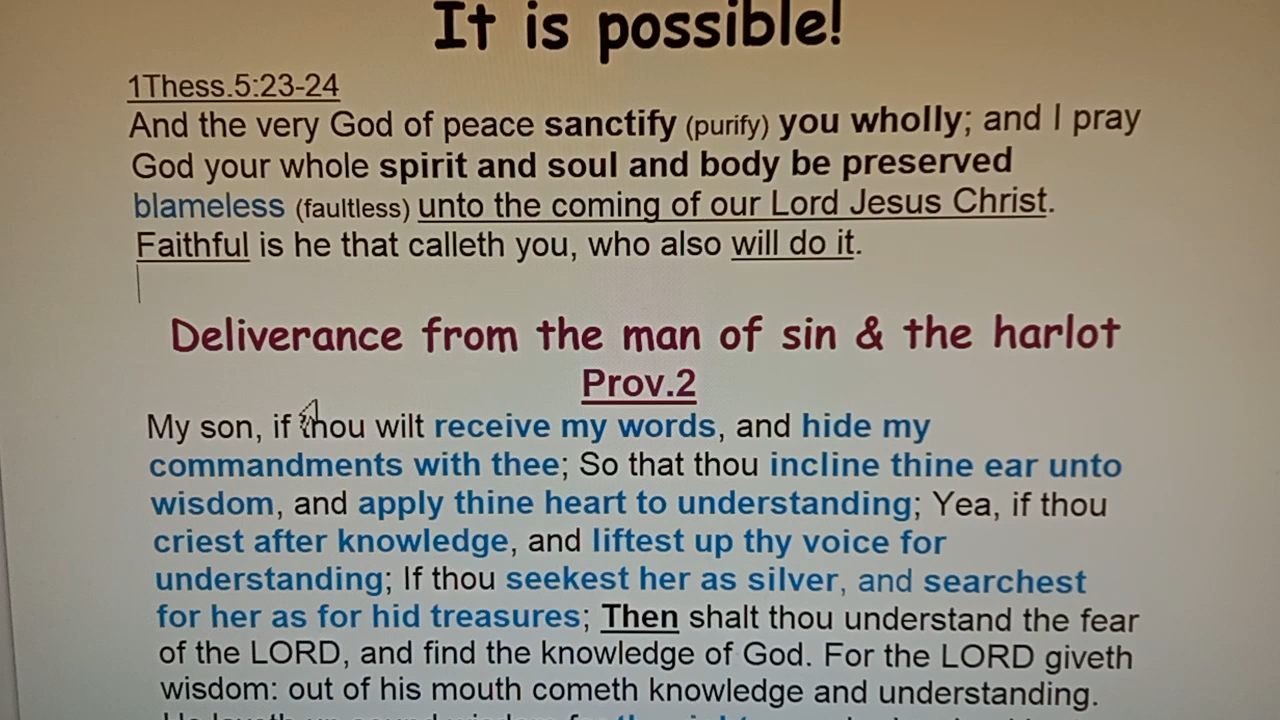 It is possible!
1Thess.5:23-24
And the very God of peace sanctify (purify) you wholly; and I pray
God your whole spirit and soul and body be preserved
blameless (faultless) unto the coming of our Lord Jesus Christ.
Faithful is he that calleth you, who also will do it.
Deliverance from the man of sin & the harlot
Prov.2
My son, if thou wilt receive my words, and hide my
commandments with thee; So that thou incline thine ear unto
wisdom, and apply thine heart to understanding; Yea, if thou
criest after knowledge, and liftest up thy voice for
understanding; If thou seekest her as silver, and searchest
for her as for hid treasures; Then shalt thou understand the fear
of the LORD, and find the knowledge of God. For the LORD giveth
wisdom: out of his mouth cometh knowledge and understanding.